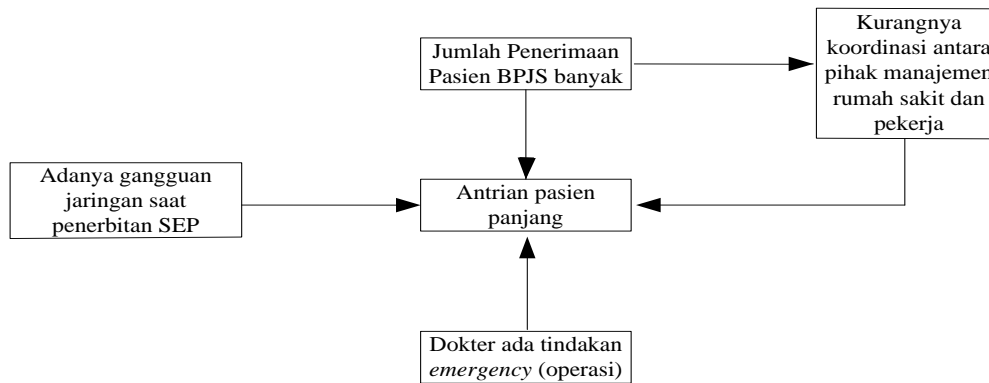 Jumlah Penerimaan
Pasien BPJS banyak
Kurangnya
koordinasi antara
pihak manajemen
rumah sakit dan
pekerja
Adanya gangguan
jaringan saat
penerbitan SEP
Antrian pasien
panjang
Dokter ada tindakan
emergency (operasi)